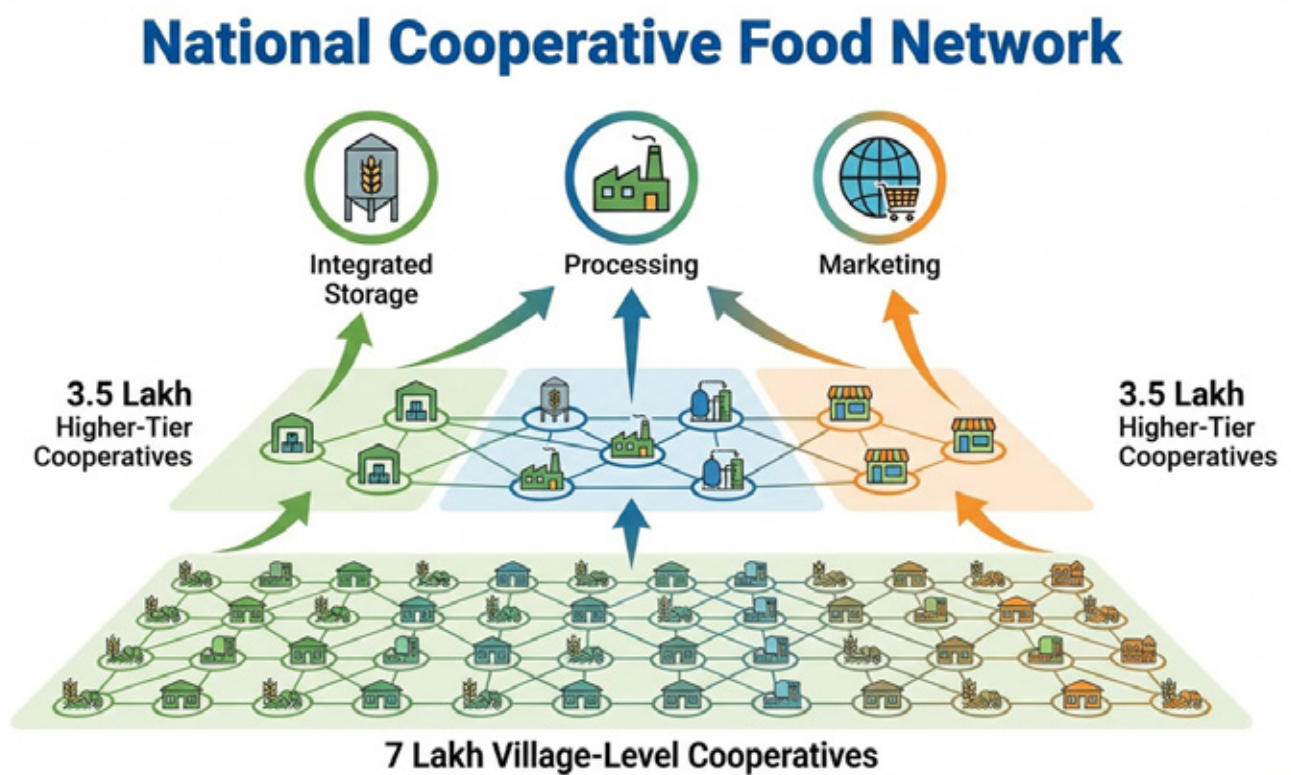 National Cooperative Food Network
Integrated
Storage
Processing
Marketing
3.5 Lakh
Higher-Tier
Cooperatives
3.5 Lakh
Higher-Tier
Cooperatives
7 Lakh Village-Level Cooperatives